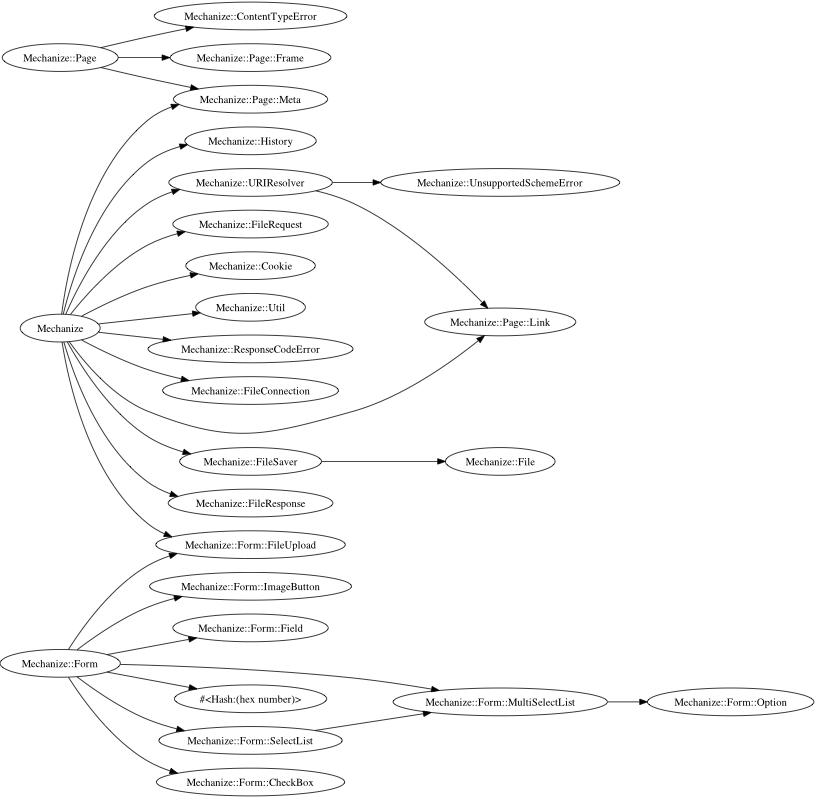 Mechanize::ContentTypeError
Mechanize::Page
Mechanize::Page::Frame
Mechanize::Page::Meta
Mechanize::History
Mechanize::URIResolver
Mechanize::UnsupportedSchemeError
Mechanize::FileRequest
Mechanize::Cookie
Mechanize::Util
Mechanize
Mechanize::Page::Link
Mechanize::ResponseCodeError
Mechanize::FileConnection
Mechanize::FileSaver
Mechanize::File
Mechanize::FileResponse
Mechanize::Form::FileUpload
Mechanize::Form::ImageButton
Mechanize::Form::Field
Mechanize::Form
#<Hash:(hex number)>
Mechanize::Form::MultiSelectList
Mechanize::Form::Option
Mechanize::Form::SelectList
Mechanize::Form::CheckBox